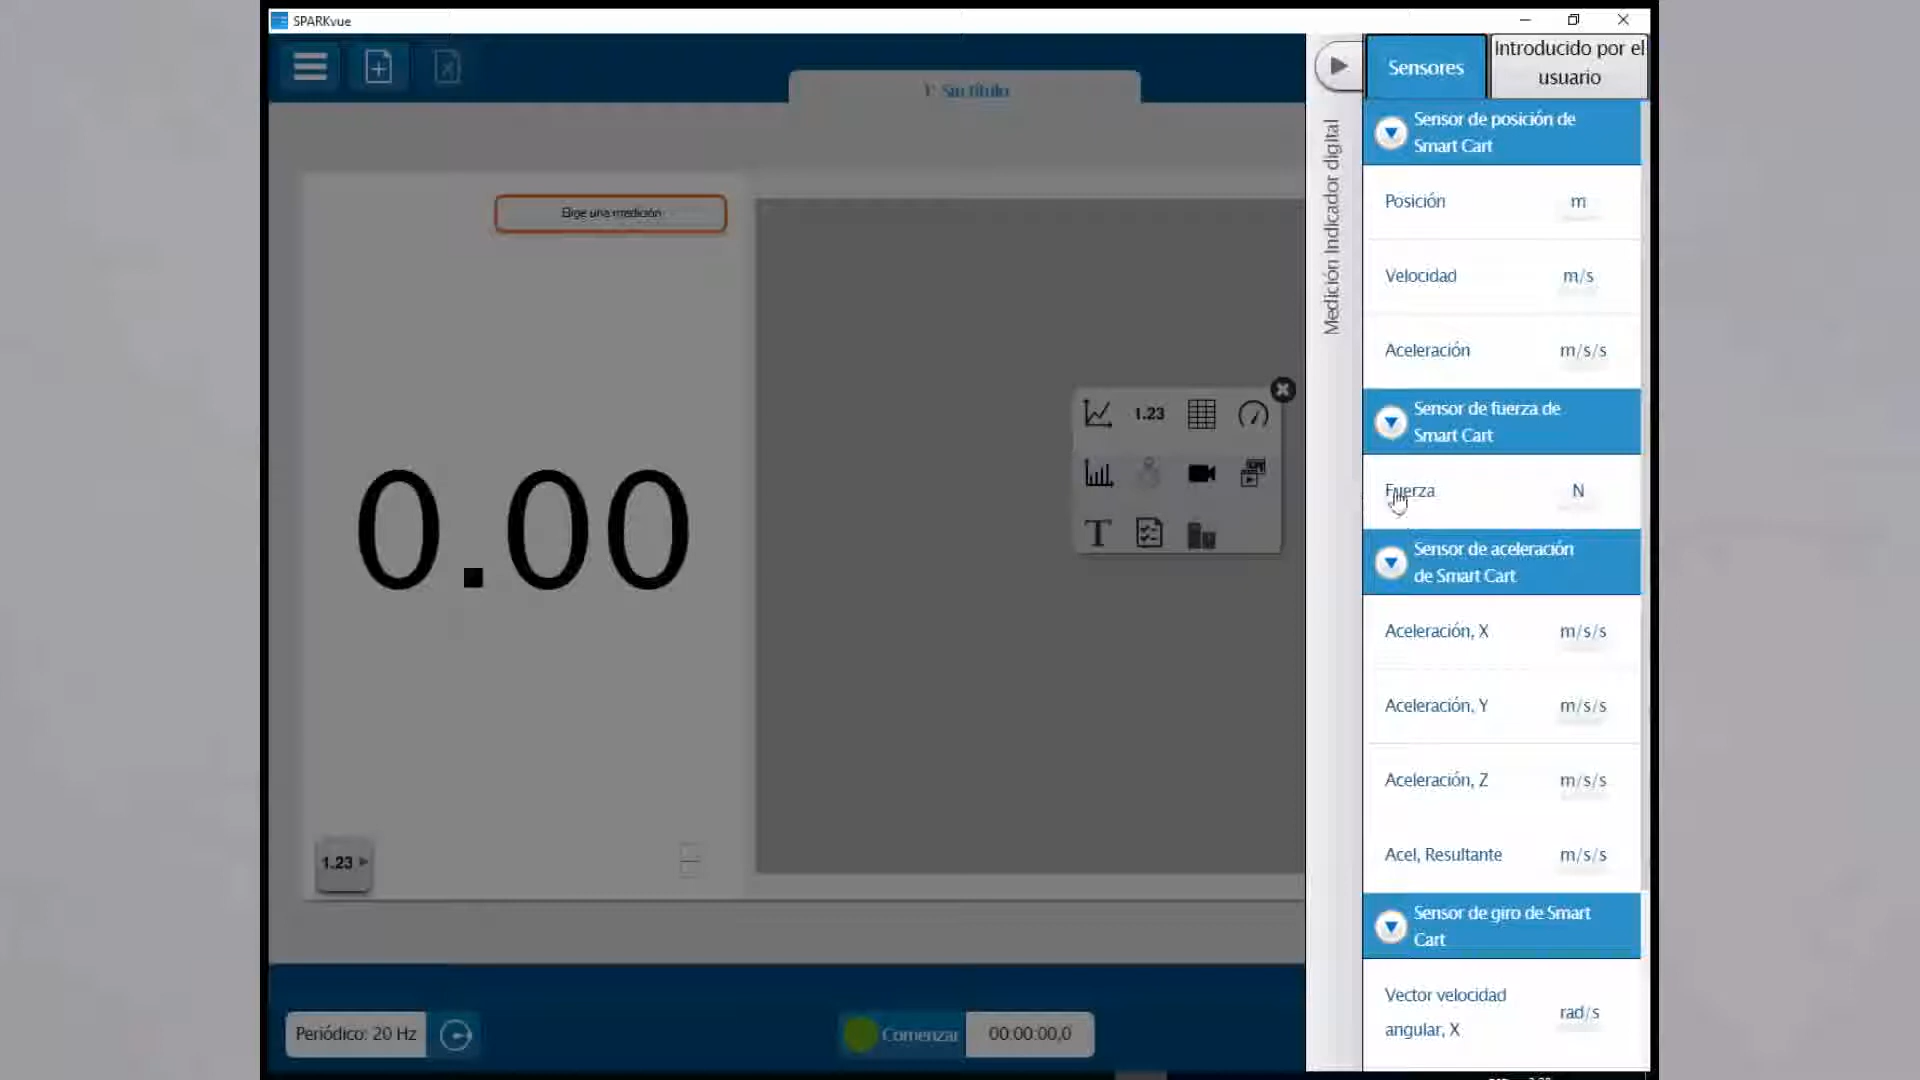 SPARKvue
1: Sin título
Elige una medición
0.00
1.23
Periódico: 20 Hz
Comenzar
00:00:00,0
1.23
T
Medición Indicador digital
Sensores
Introducido por el
usuario
Sensor de posición de
Smart Cart
Posición m
Velocidad m/s
Aceleración m/s/s
Sensor de fuerza de
Smart Cart
Fuerza N
Sensor de aceleración
de Smart Cart
Aceleración, X m/s/s
Aceleración, Y m/s/s
Aceleración, Z m/s/s
Acel, Resultante m/s/s
Sensor de giro de Smart
Cart
Vector velocidad
angular, X rad/s